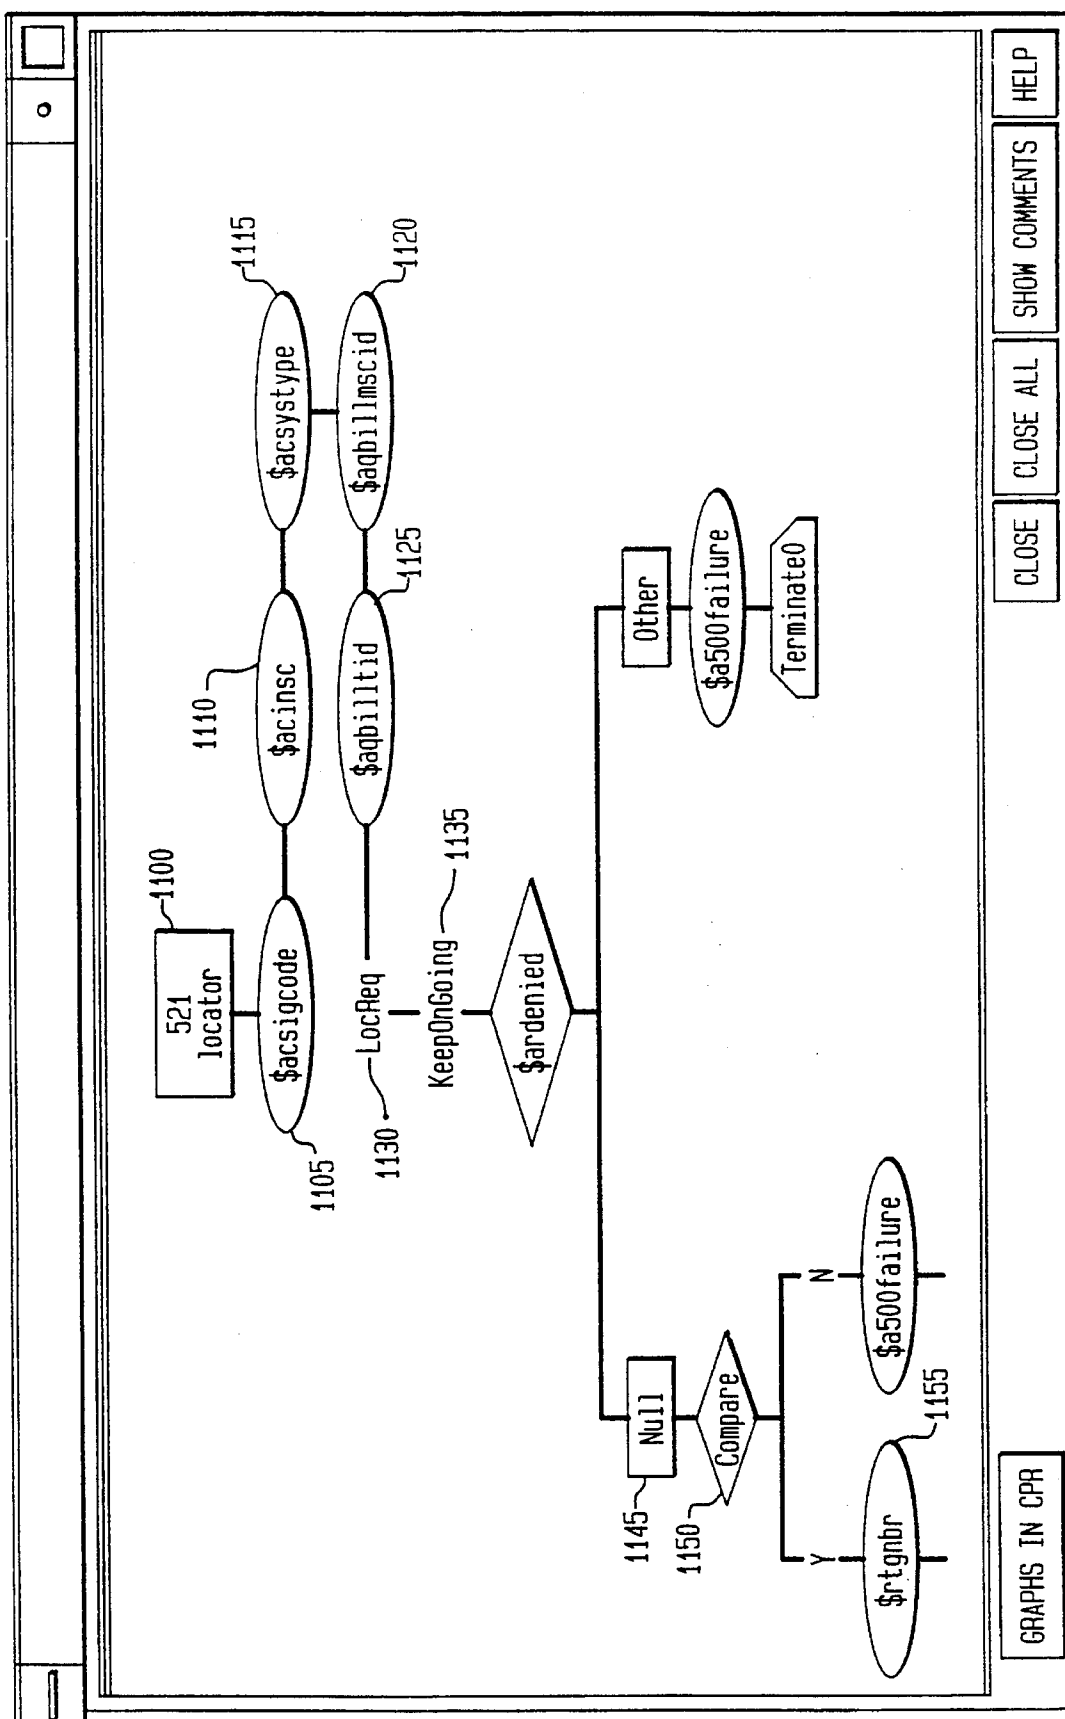 1100
521
locator
1110
1115
$acsigcode
$acinsc
$acsystype
1105
1120
LocReq
$aqbilltid
$aqbillmscid
1130
1125
KeepOnGoing
1135
$ardenied
1145
Null
Other
1150
Compare
$a500failure
Y
N
Terminate0
$rtgnbr
$a500failure
1155
GRAPHS IN CPR
CLOSE
CLOSE ALL
SHOW COMMENTS
HELP